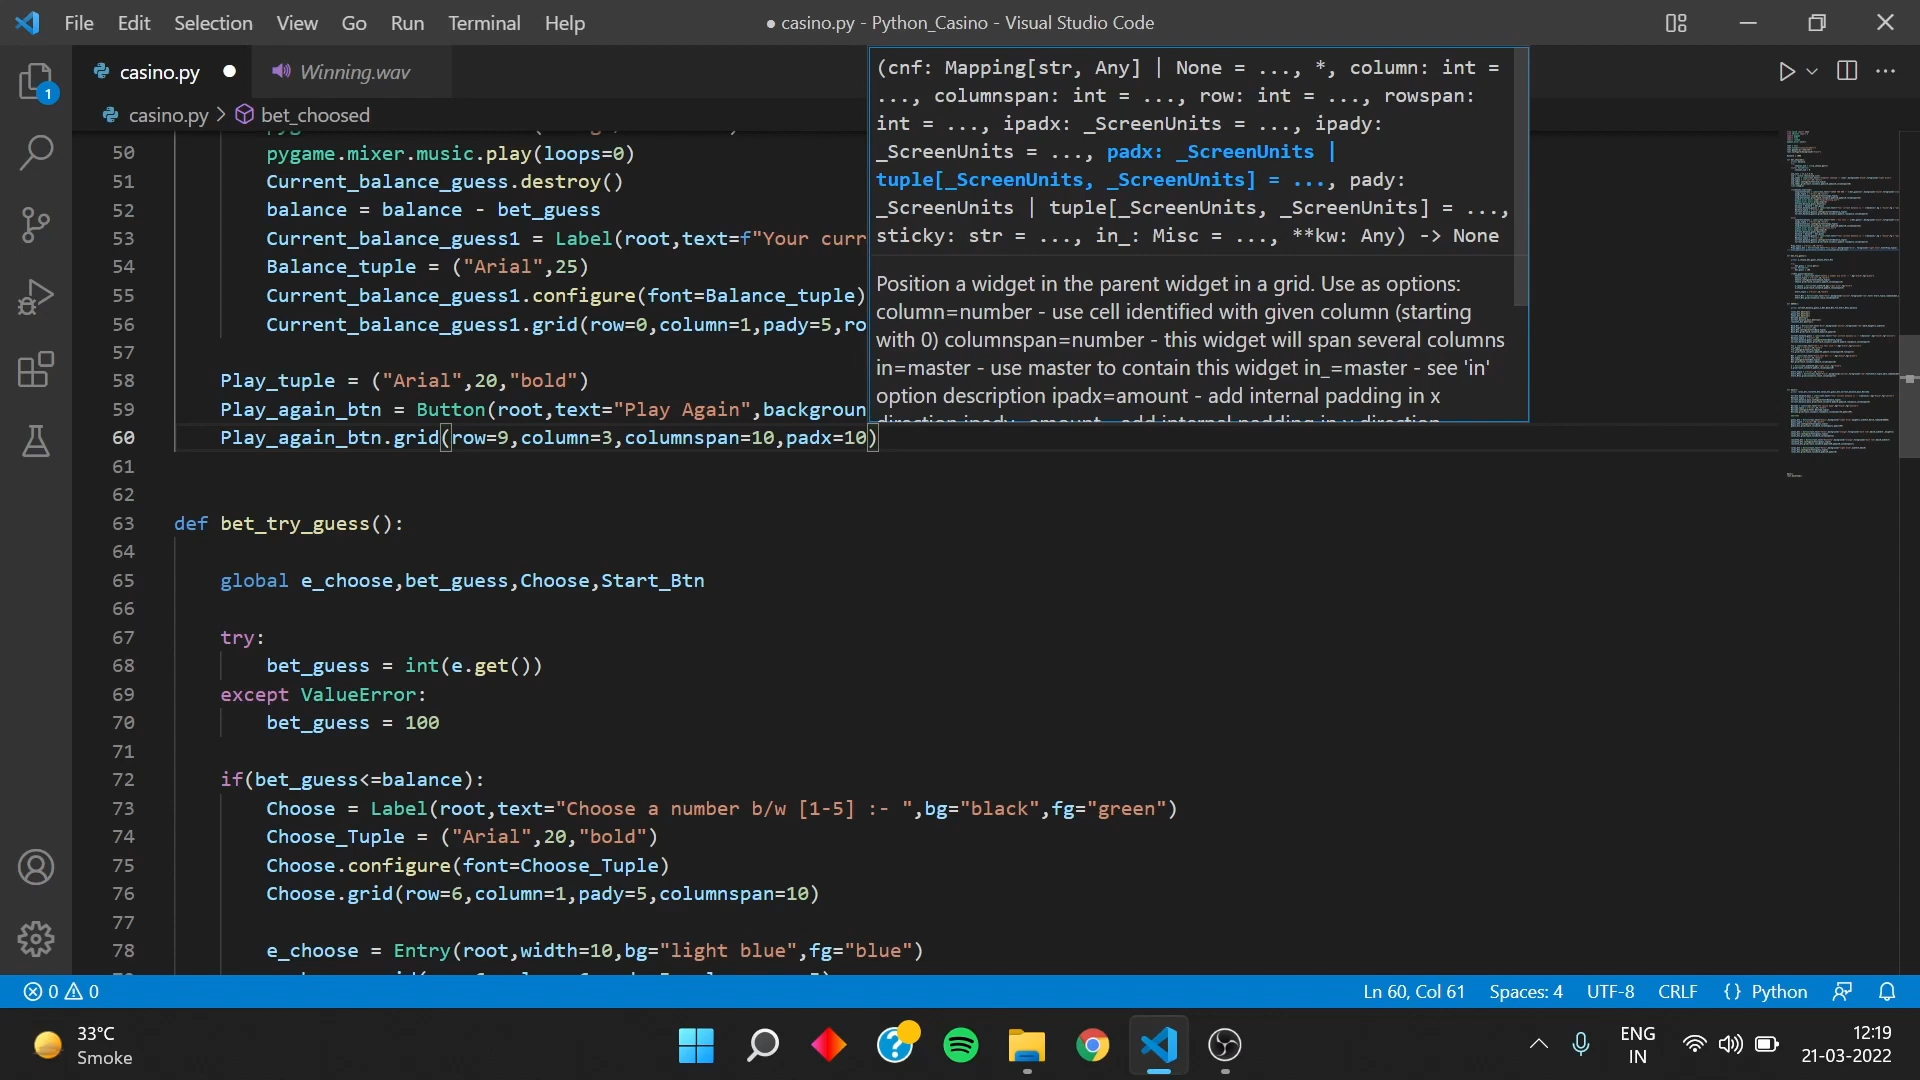 File Edit Selection View Go Run Terminal Help
● casino.py - Python_Casino - Visual Studio Code
casino.py ●
Winning.wav
casino.py > bet_choosed
1
(cnf: Mapping[str, Any] | None = ..., *, column: int =
..., columnspan: int = ..., row: int = ..., rowspan:
int = ..., ipadx: _ScreenUnits = ..., ipady:
_ScreenUnits = ..., padx: _ScreenUnits |
tuple[_ScreenUnits, _ScreenUnits] = ..., pady:
_ScreenUnits | tuple[_ScreenUnits, _ScreenUnits] = ...,
sticky: str = ..., in_: Misc = ..., **kw: Any) -> None
Position a widget in the parent widget in a grid. Use as options:
column=number - use cell identified with given column (starting
with 0) columnspan=number - this widget will span several columns
in=master - use master to contain this widget in_=master - see 'in'
option description ipadx=amount - add internal padding in x
direction ipady=amount - add internal padding in y direction
50 pygame.mixer.music.play(loops=0)
51 Current_balance_guess.destroy()
52 balance = balance - bet_guess
53 Current_balance_guess1 = Label(root,text=f"Your curr
54 Balance_tuple = ("Arial",25)
55 Current_balance_guess1.configure(font=Balance_tuple)
56 Current_balance_guess1.grid(row=0,column=1,pady=5,ro
57
58 Play_tuple = ("Arial",20,"bold")
59 Play_again_btn = Button(root,text="Play Again",backgroun
60 Play_again_btn.grid(row=9,column=3,columnspan=10,padx=10)
61
62
63 def bet_try_guess():
64
65 global e_choose,bet_guess,Choose,Start_Btn
66
67 try:
68 bet_guess = int(e.get())
69 except ValueError:
70 bet_guess = 100
71
72 if(bet_guess<=balance):
73 Choose = Label(root,text="Choose a number b/w [1-5] :- ",bg="black",fg="green")
74 Choose_Tuple = ("Arial",20,"bold")
75 Choose.configure(font=Choose_Tuple)
76 Choose.grid(row=6,column=1,pady=5,columnspan=10)
77
78 e_choose = Entry(root,width=10,bg="light blue",fg="blue")
0 0
Ln 60, Col 61 Spaces: 4 UTF-8 CRLF {} Python
33°C
Smoke
ENG
IN
12:19
21-03-2022